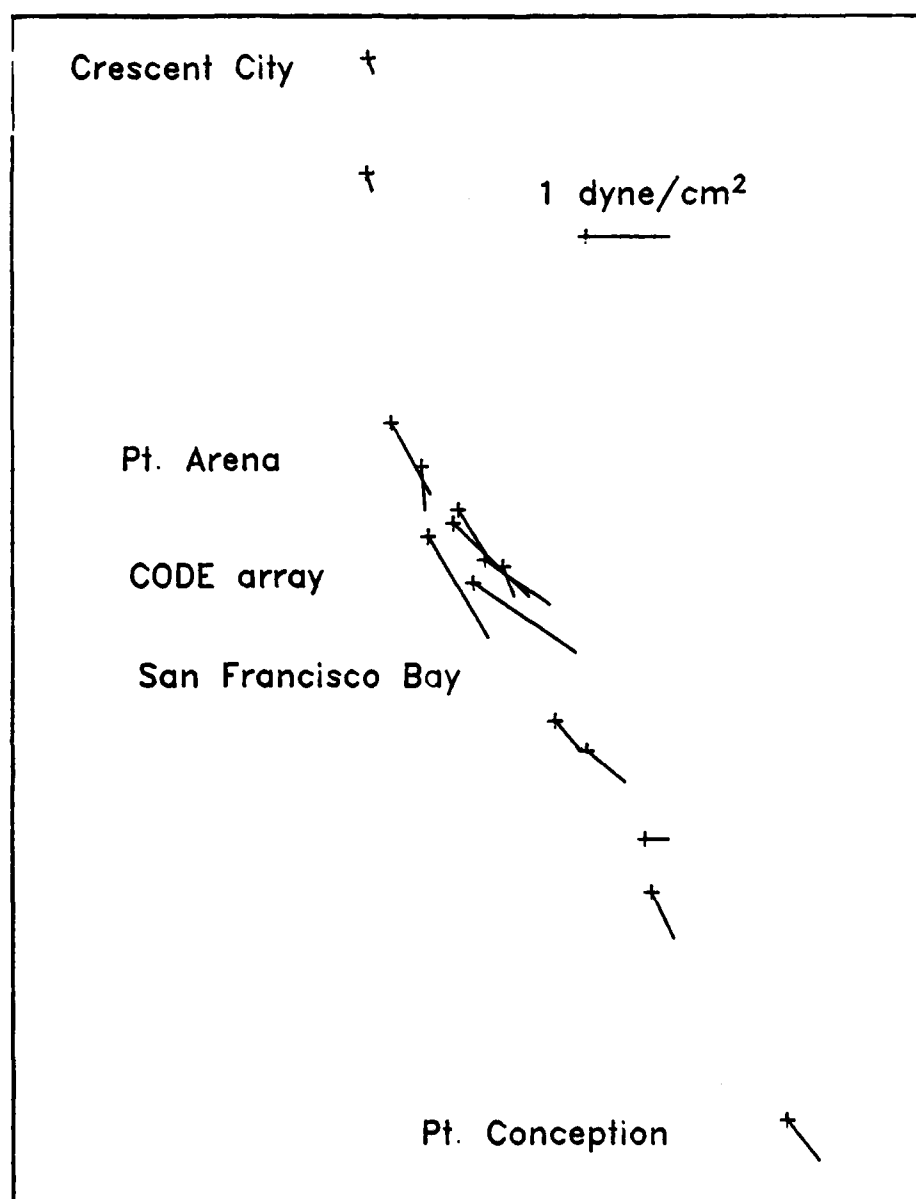 Crescent City
1 dyne/cm²
Pt. Arena
CODE array
San Francisco Bay
Pt. Conception